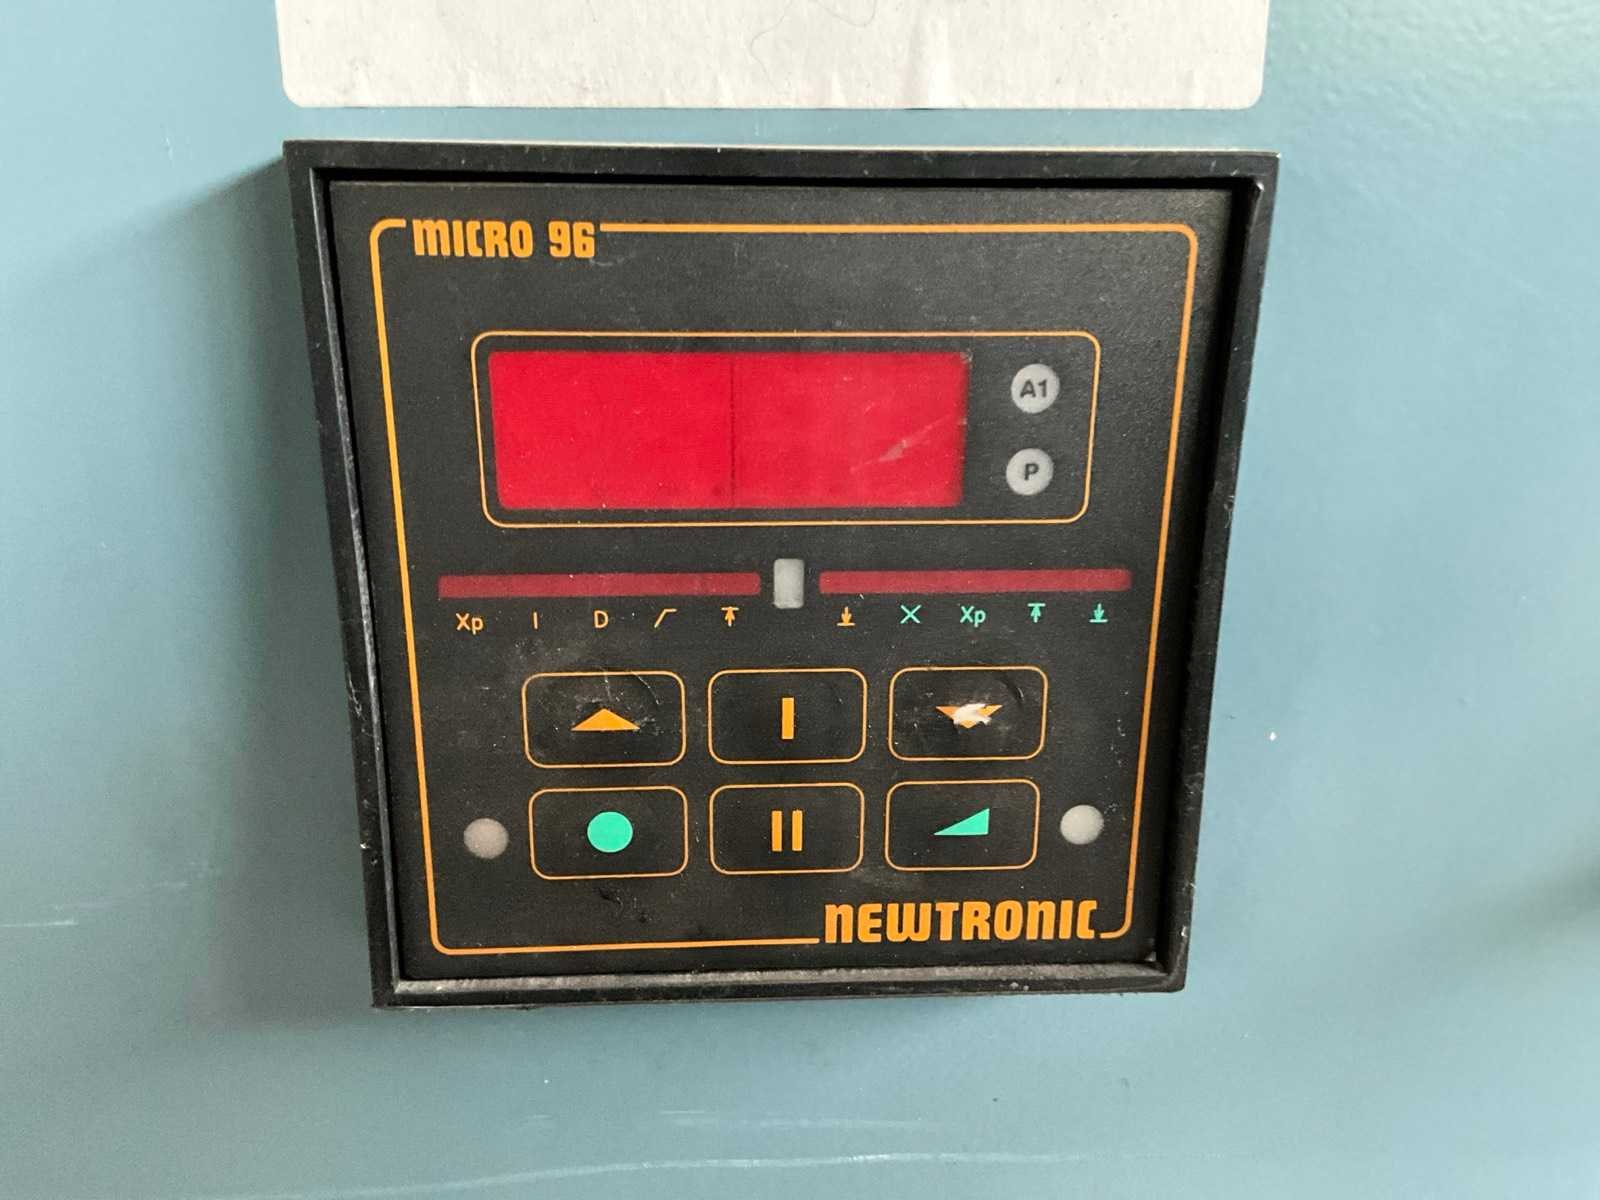 MICRO 96
A1
P
Xp I D Xp
NEWTRONIC